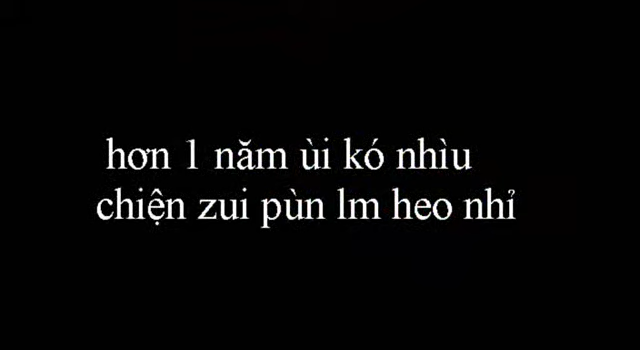 hơn 1 năm ùi kó nhìu
chiện zui pùn lm heo nhỉ